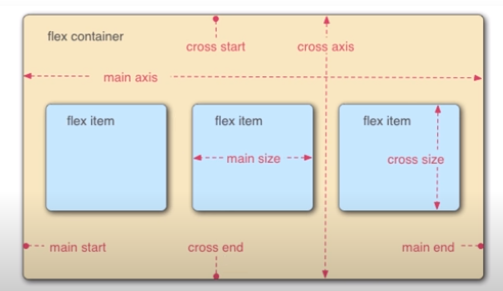 flex container
cross start
cross axis
main axis
flex item
flex item
flex item
main size
cross size
main start
cross end
main end